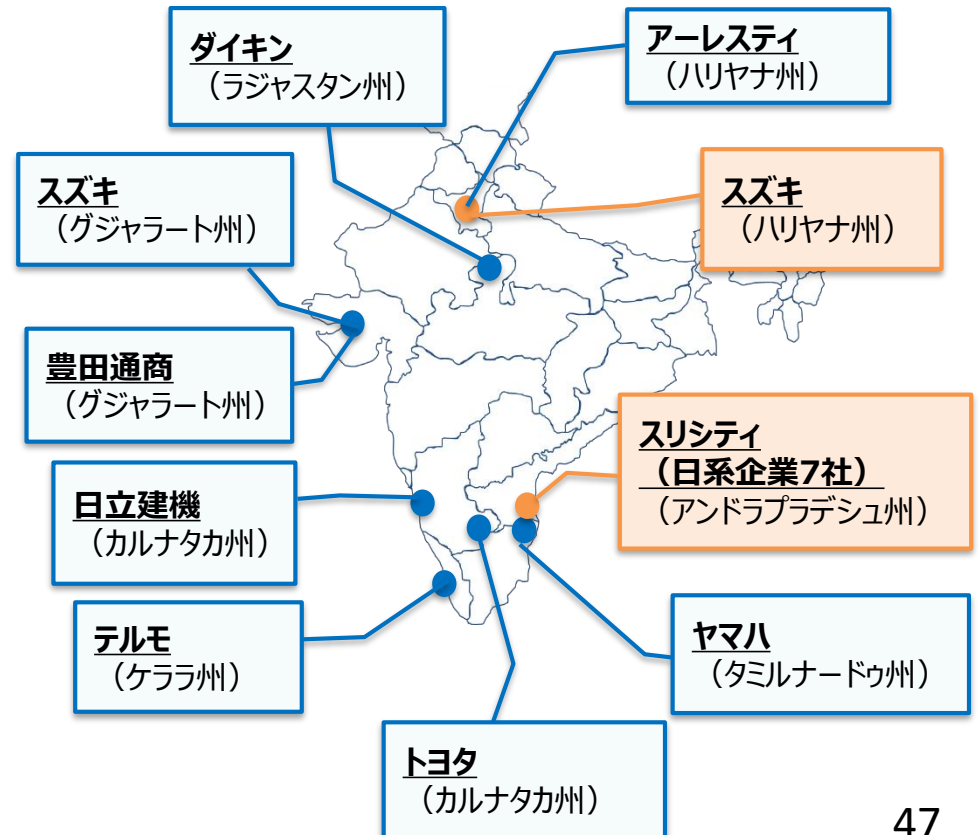 ダイキン
（ラジャスタン州）
アーレスティ
（ハリヤナ州）
スズキ
（グジャラート州）
スズキ
（ハリヤナ州）
豊田通商
（グジャラート州）
スリシティ
（日系企業7社）
（アンドラプラデシュ州）
日立建機
（カルナタカ州）
テルモ
（ケララ州）
ヤマハ
（タミルナードゥ州）
トヨタ
（カルナタカ州）
47